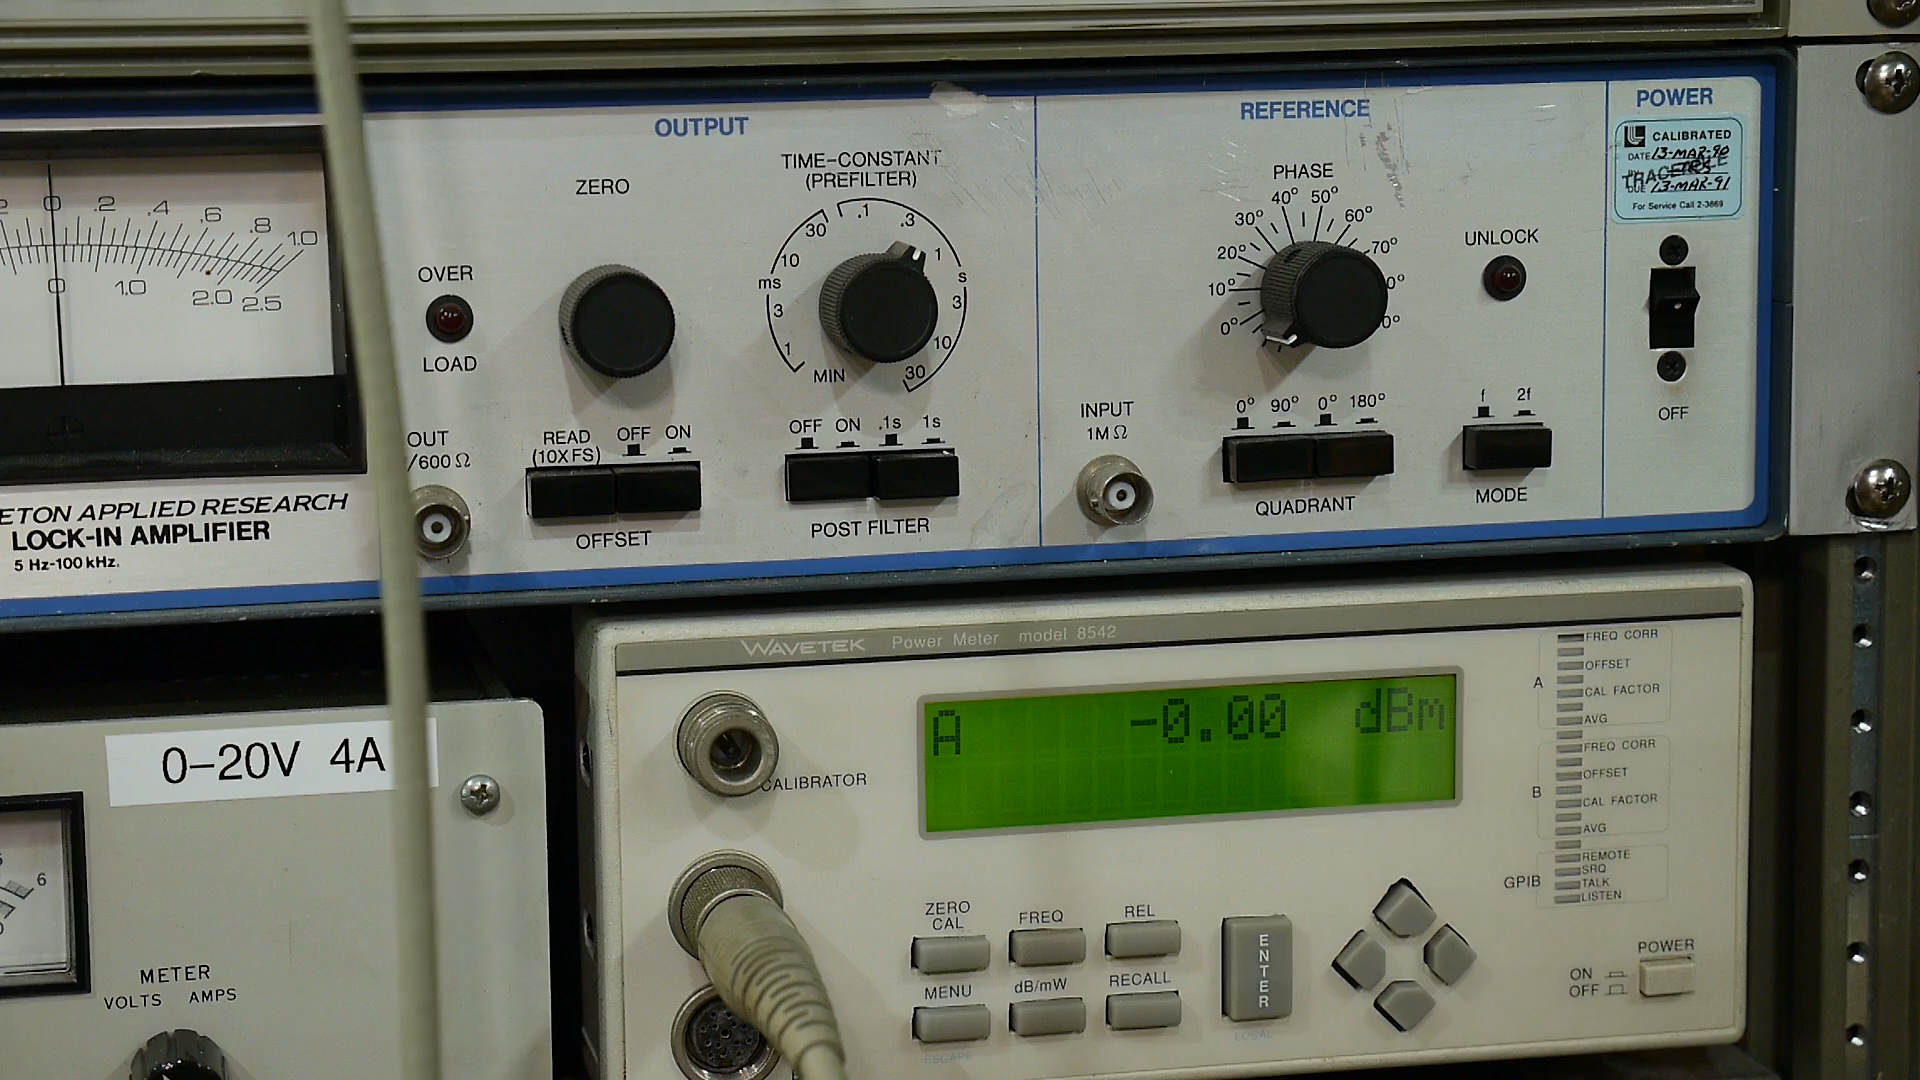 OUTPUT
REFERENCE
POWER
CALIBRATED
DATE 13-MAR-90
DUE 13-MAR-91
For Service Call 2-3869
ZERO
TIME-CONSTANT
(PREFILTER)
.1
.3
1
s
3
10
30
MIN
1
3
ms
10
30
PHASE
0°
10°
20°
30°
40°
50°
60°
70°
UNLOCK
0 .2 .4 .6 .8 1.0
0 1.0 2.0 2.5
OVER
LOAD
OUT
/600 Ω
READ
(10X FS)
OFF ON
OFFSET
OFF ON .1s 1s
POST FILTER
INPUT
1M Ω
0° 90° 0° 180°
QUADRANT
f 2f
MODE
OFF
ETON APPLIED RESEARCH
LOCK-IN AMPLIFIER
5 Hz-100 kHz.
WAVETEK Power Meter model 8542
A -0.00 dBm
CALIBRATOR
A
FREQ CORR
OFFSET
CAL FACTOR
AVG
B
FREQ CORR
OFFSET
CAL FACTOR
AVG
GPIB
REMOTE
SRQ
TALK
LISTEN
ZERO
CAL
FREQ
REL
MENU
dB/mW
RECALL
ESCAPE
ENTER
LOCAL
POWER
ON
OFF
0-20V 4A
6
METER
VOLTS AMPS